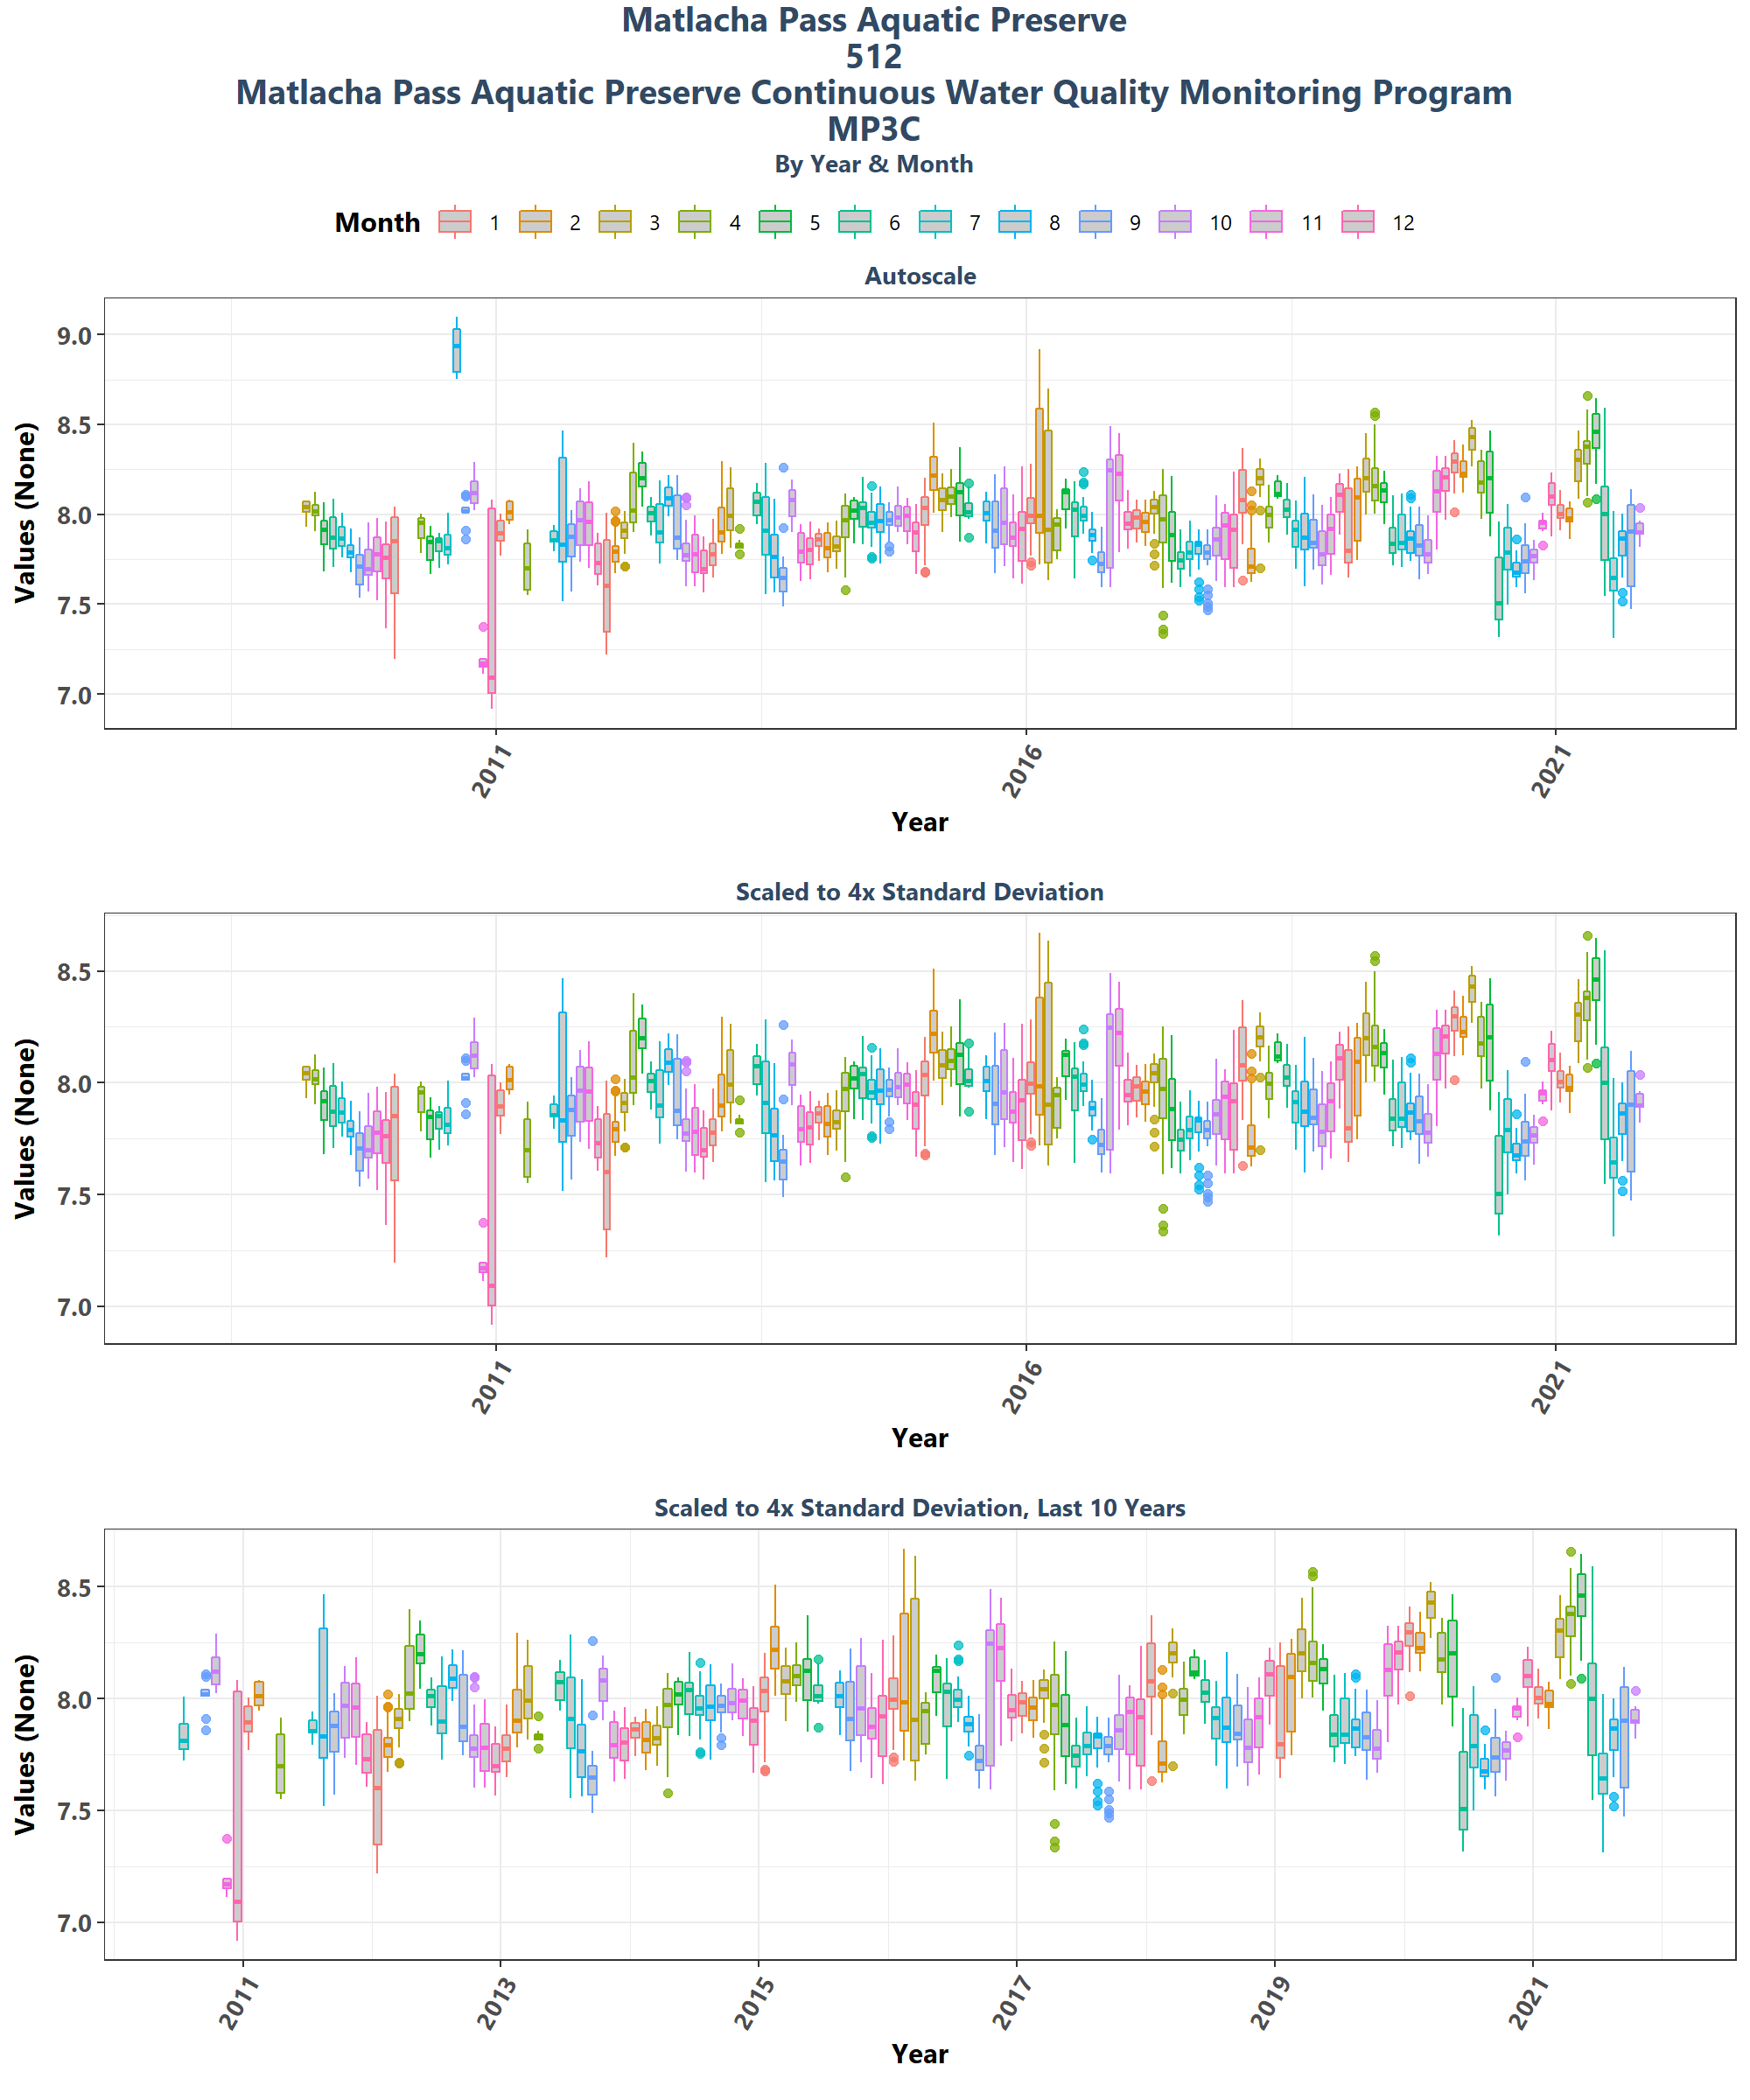 Matlacha Pass Aquatic Preserve
512
Matlacha Pass Aquatic Preserve Continuous Water Quality Monitoring Program
MP3C
By Year & Month
Month 1 2 3 4 5 6 7 8 9 10 11 12
Autoscale
Values (None)
9.0
8.5
8.0
7.5
7.0
2011 2016 2021
Year
Scaled to 4x Standard Deviation
Values (None)
8.5
8.0
7.5
7.0
2011 2016 2021
Year
Scaled to 4x Standard Deviation, Last 10 Years
Values (None)
8.5
8.0
7.5
7.0
2011 2013 2015 2017 2019 2021
Year